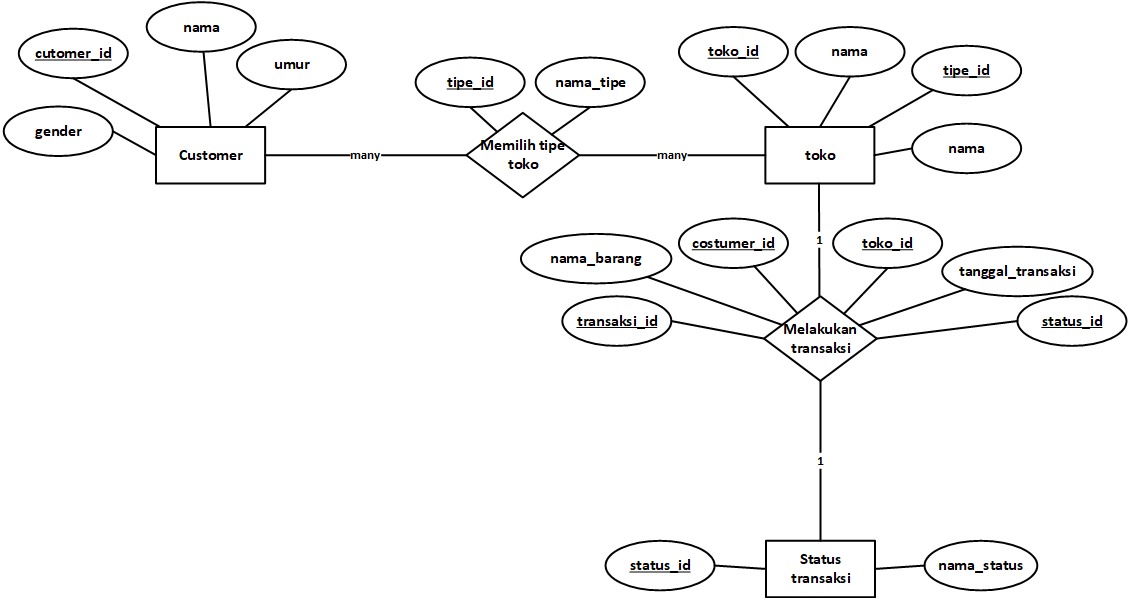 nama
cutomer_id
umur
gender
Customer
many
tipe_id
nama_tipe
Memilih tipe
toko
many
toko_id
nama
tipe_id
nama
toko
1
nama_barang
costumer_id
toko_id
tanggal_transaksi
transaksi_id
status_id
Melakukan
transaksi
1
status_id
Status
transaksi
nama_status